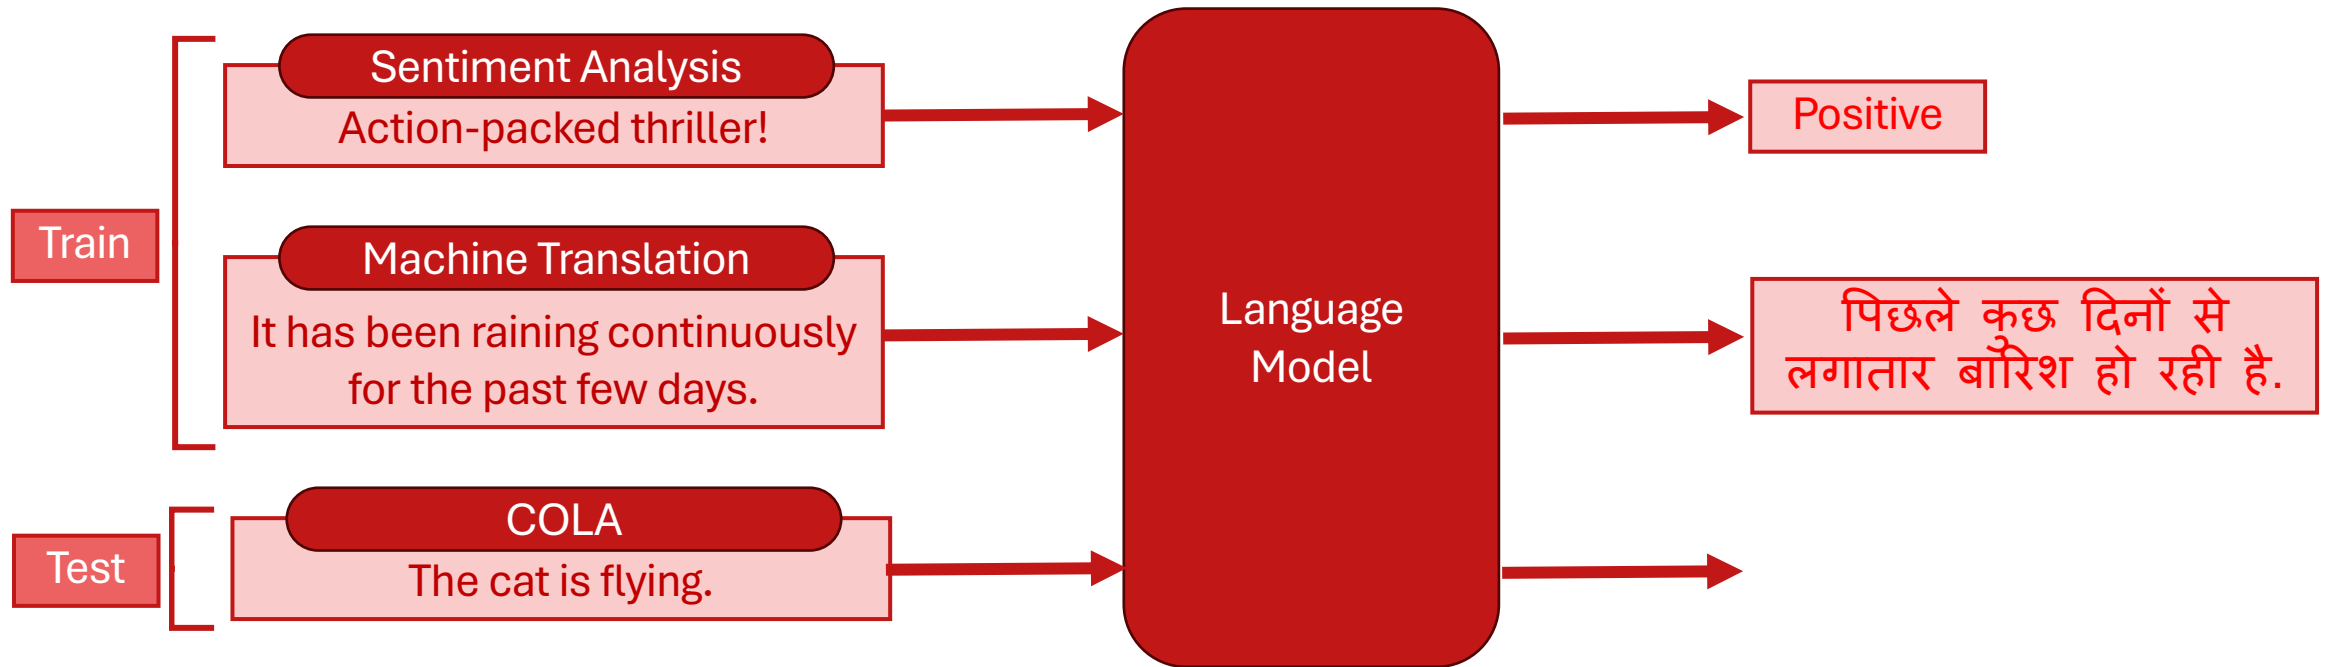 Train
Sentiment Analysis
Action-packed thriller!
Positive
Machine Translation
It has been raining continuously
for the past few days.
Language
Model
पिछले कुछ दिनों से
लगातार बारिश हो रही है.
Test
COLA
The cat is flying.